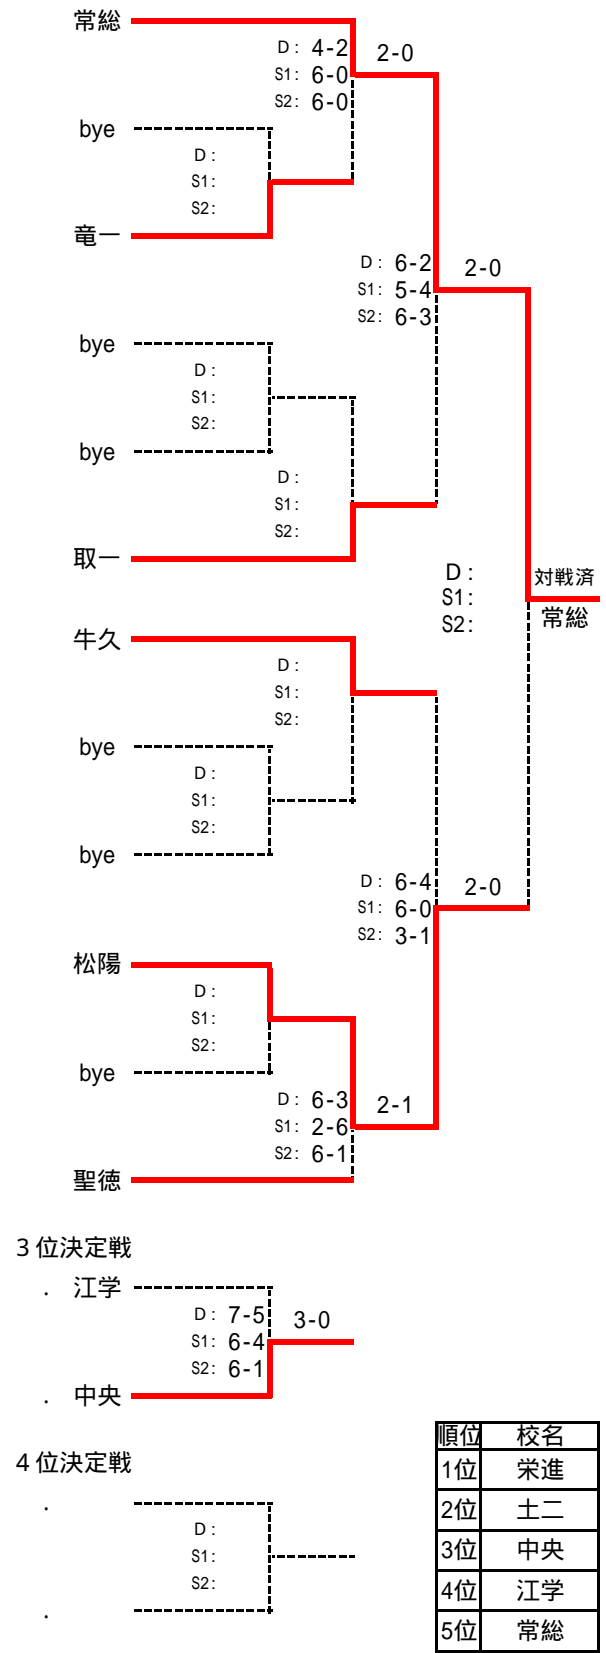 常総
D: 4-2 2-0
S1: 6-0
S2: 6-0
bye
D:
S1:
S2:
竜一
D: 6-2 2-0
S1: 5-4
S2: 6-3
bye
D:
S1:
S2:
bye
D:
S1:
S2:
取一
D:
S1:
S2:
対戦済
常総
牛久
D:
S1:
S2:
bye
D:
S1:
S2:
bye
D: 6-4 2-0
S1: 6-0
S2: 3-1
松陽
D:
S1:
S2:
bye
D: 6-3 2-1
S1: 2-6
S2: 6-1
聖徳
3位決定戦
. 江学
D: 7-5 3-0
S1: 6-4
S2: 6-1
. 中央
4位決定戦
.
D:
S1:
S2:
.
順位 校名
1位 栄進
2位 土二
3位 中央
4位 江学
5位 常総